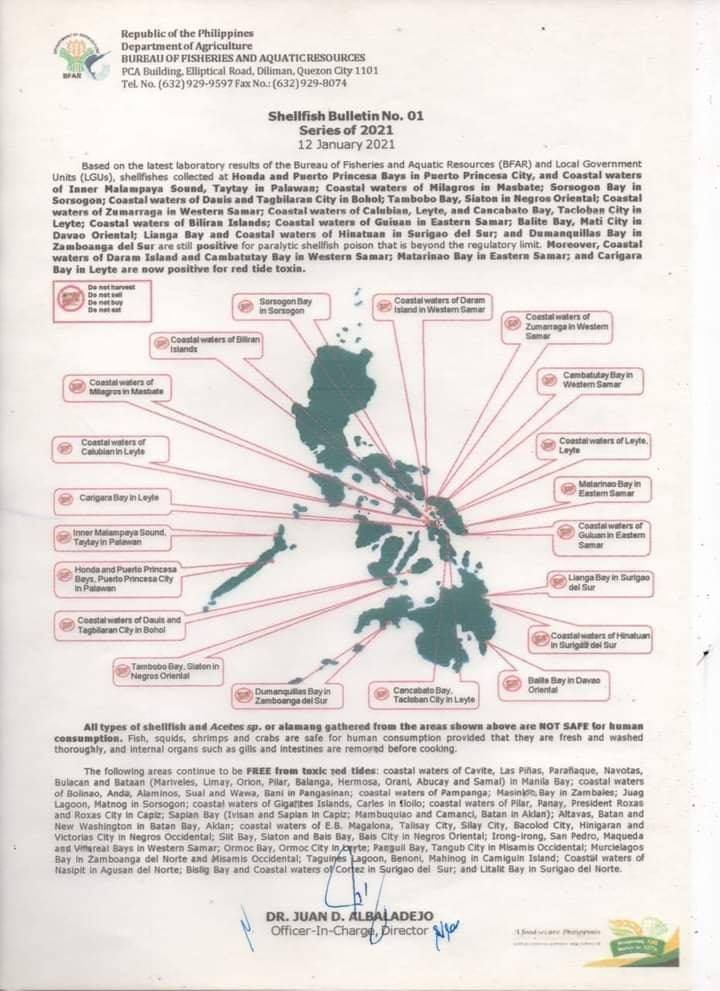 Republic of the Philippines
Department of Agriculture
BUREAU OF FISHERIES AND AQUATIC RESOURCES
PCA Building, Elliptical Road, Diliman, Quezon City 1101
Tel. No. (632) 929-9597 Fax No.: (632) 929-8074
BFAR
Shellfish Bulletin No. 01
Series of 2021
12 January 2021
Based on the latest laboratory results of the Bureau of Fisheries and Aquatic Resources (BFAR) and Local Government
Units (LGUs), shellfishes collected at Honda and Puerto Princesa Bays in Puerto Princesa City, and Coastal waters
of Inner Malampaya Sound, Taytay in Palawan; Coastal waters of Milagros in Masbate; Sorsogon Bay in
Sorsogon; Coastal waters of Dauis and Tagbilaran City in Bohol; Tambobo Bay, Siaton in Negros Oriental; Coastal
waters of Zumarraga in Western Samar; Coastal waters of Calubian, Leyte, and Cancabato Bay, Tacloban City in
Leyte; Coastal waters of Biliran Islands; Coastal waters of Guiuan in Eastern Samar; Balite Bay, Mati City in
Davao Oriental; Lianga Bay and Coastal waters of Hinatuan in Surigao del Sur; and Dumanquillas Bay in
Zamboanga del Sur are still positive for paralytic shellfish poison that is beyond the regulatory limit. Moreover, Coastal
waters of Daram Island and Cambatutay Bay in Western Samar; Matarinao Bay in Eastern Samar; and Carigara
Bay in Leyte are now positive for red tide toxin.
Do not harvest
Do not sell
Do not buy
Do not eat
Sorsogon Bay
in Sorsogon
Coastal waters of Daram
Island in Western Samar
Coastal waters of
Zumarraga in Western
Samar
Coastal waters of Biliran
Islands
Cambatutay Bay in
Western Samar
Coastal waters of
Milagros in Masbate
Coastal waters of
Calubian in Leyte
Coastal waters of Leyte,
Leyte
Carigara Bay in Leyte
Matarinao Bay in
Eastern Samar
Inner Malampaya Sound,
Taytay in Palawan
Coastal waters of
Guiuan in Eastern
Samar
Honda and Puerto Princesa
Bays, Puerto Princesa City
in Palawan
Lianga Bay in Surigao
del Sur
Coastal waters of Dauis and
Tagbilaran City in Bohol
Coastal waters of Hinatuan
in Surigao del Sur
Tambobo Bay, Siaton in
Negros Oriental
Dumanquillas Bay in
Zamboanga del Sur
Cancabato Bay,
Tacloban City in Leyte
Balite Bay in Davao
Oriental
All types of shellfish and Acetes sp. or alamang gathered from the areas shown above are NOT SAFE for human
consumption. Fish, squids, shrimps and crabs are safe for human consumption provided that they are fresh and washed
thoroughly, and internal organs such as gills and intestines are removed before cooking.
The following areas continue to be FREE from toxic red tides: coastal waters of Cavite, Las Piñas, Parañaque, Navotas,
Bulacan and Bataan (Mariveles, Limay, Orion, Pilar, Balanga, Hermosa, Orani, Abucay and Samal) in Manila Bay; coastal waters
of Bolinao, Anda, Alaminos, Sual and Wawa, Bani in Pangasinan; coastal waters of Pampanga; Masinloc Bay in Zambales; Juag
Lagoon, Matnog in Sorsogon; coastal waters of Gigantes Islands, Carles in Iloilo; coastal waters of Pilar, Panay, President Roxas
and Roxas City in Capiz; Sapian Bay (Ivisan and Sapian in Capiz; Mambuquiao and Camanci, Batan in Aklan); Altavas, Batan and
New Washington in Batan Bay, Aklan; coastal waters of E.B. Magalona, Talisay City, Silay City, Bacolod City, Hinigaran and
Victorias City in Negros Occidental; Siit Bay, Siaton and Bais Bay, Bais City in Negros Oriental; Irong-irong, San Pedro, Maqueda
and Villareal Bays in Western Samar; Ormoc Bay, Ormoc City in Leyte; Panguil Bay, Tangub City in Misamis Occidental; Murcielagos
Bay in Zamboanga del Norte and Misamis Occidental; Taguines Lagoon, Benoni, Mahinog in Camiguin Island; Coastal waters of
Nasipit in Agusan del Norte; Bislig Bay and Coastal waters of Cortez in Surigao del Sur; and Litalit Bay in Surigao del Norte.
DR. JUAN D. ALBALADEJO
Officer-In-Charge, Director
A food-secure Philippines